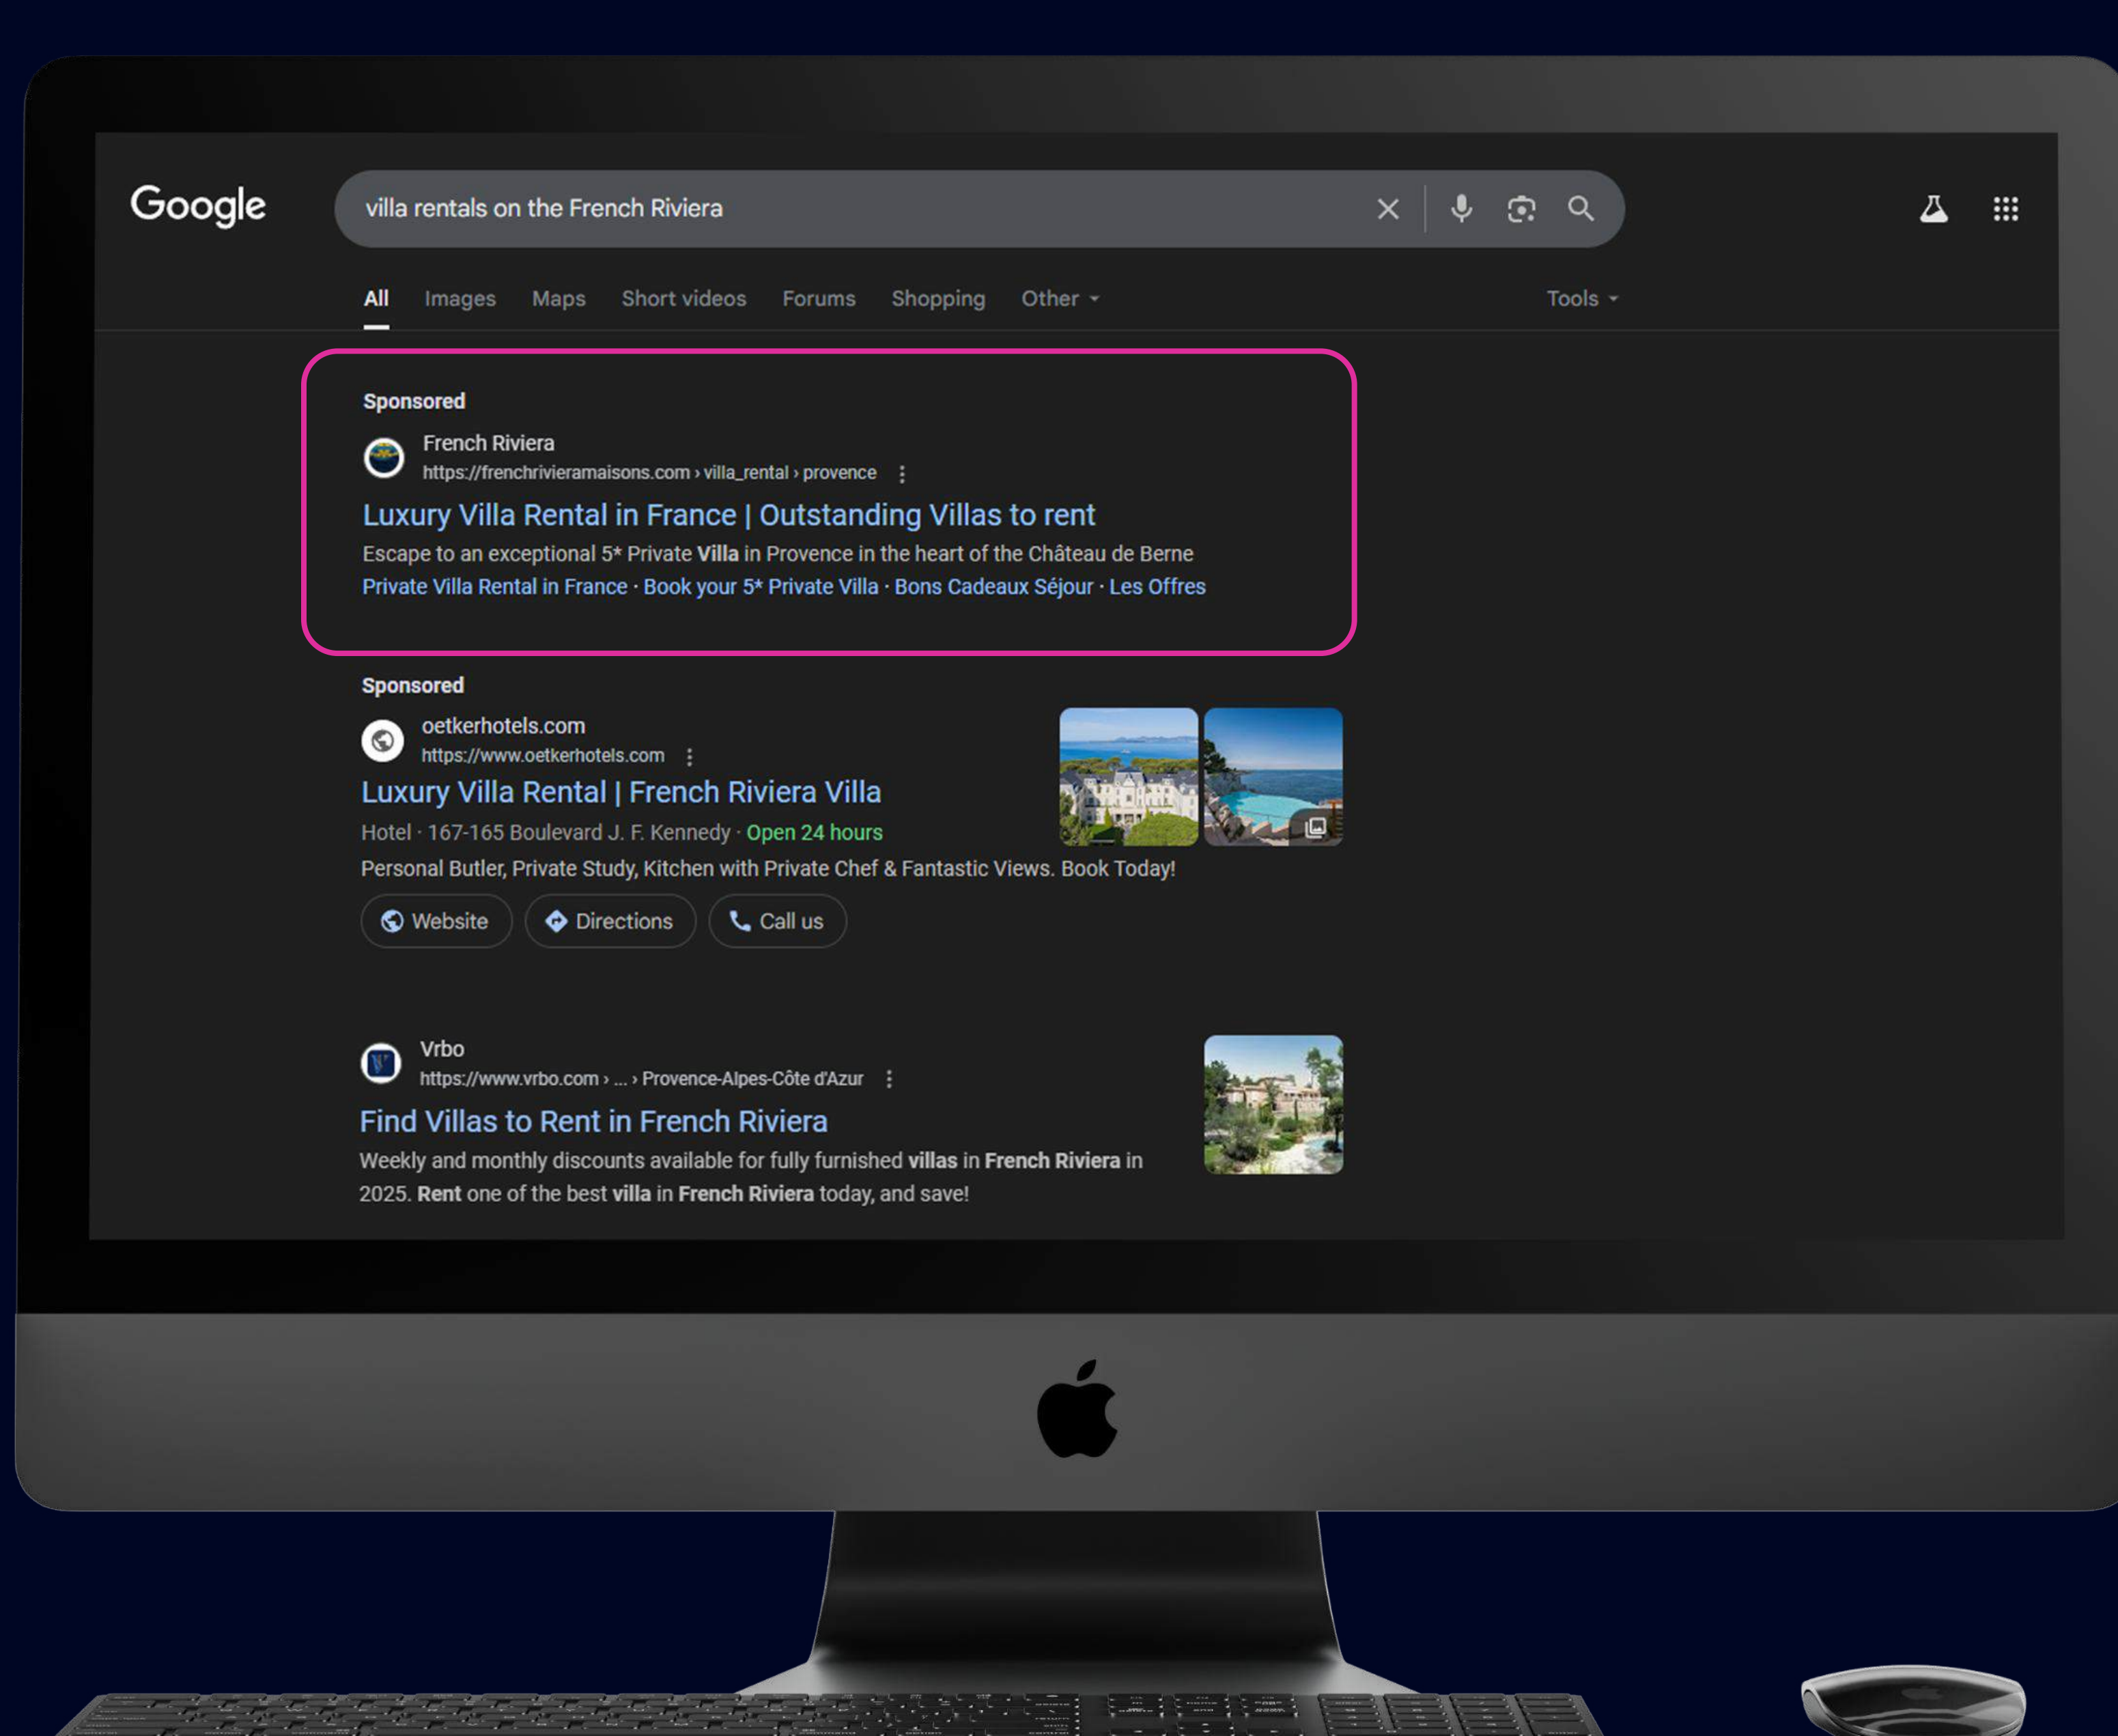 Google
villa rentals on the French Riviera
All Images Maps Short videos Forums Shopping Other Tools
Sponsored
French Riviera
https://frenchrivieramaisons.com › villa_rental › provence
Luxury Villa Rental in France | Outstanding Villas to rent
Escape to an exceptional 5* Private Villa in Provence in the heart of the Château de Berne
Private Villa Rental in France · Book your 5* Private Villa · Bons Cadeaux Séjour · Les Offres
Sponsored
oetkerhotels.com
https://www.oetkerhotels.com
Luxury Villa Rental | French Riviera Villa
Hotel · 167-165 Boulevard J. F. Kennedy · Open 24 hours
Personal Butler, Private Study, Kitchen with Private Chef & Fantastic Views. Book Today!
Website Directions Call us
Vrbo
https://www.vrbo.com › ... › Provence-Alpes-Côte d'Azur
Find Villas to Rent in French Riviera
Weekly and monthly discounts available for fully furnished villas in French Riviera in
2025. Rent one of the best villa in French Riviera today, and save!